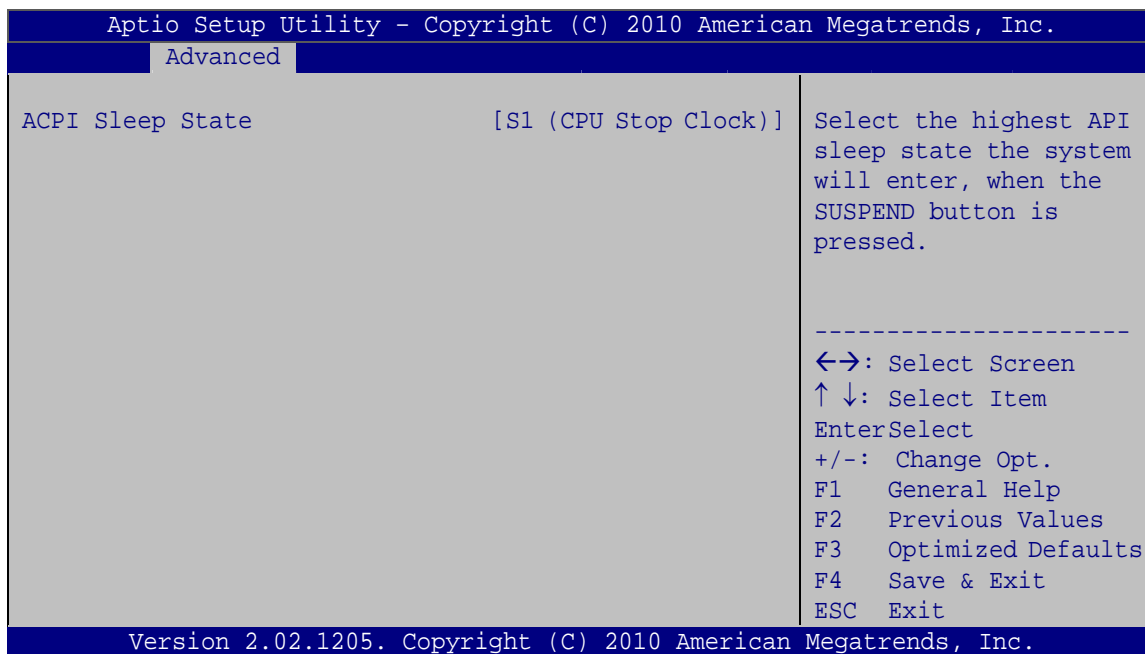 Aptio Setup Utility – Copyright (C) 2010 American Megatrends, Inc.
Advanced
ACPI Sleep State [S1 (CPU Stop Clock)]
Select the highest API
sleep state the system
will enter, when the
SUSPEND button is
pressed.
----------------------
←→: Select Screen
↑ ↓: Select Item
EnterSelect
+/-: Change Opt.
F1 General Help
F2 Previous Values
F3 Optimized Defaults
F4 Save & Exit
ESC Exit
Version 2.02.1205. Copyright (C) 2010 American Megatrends, Inc.